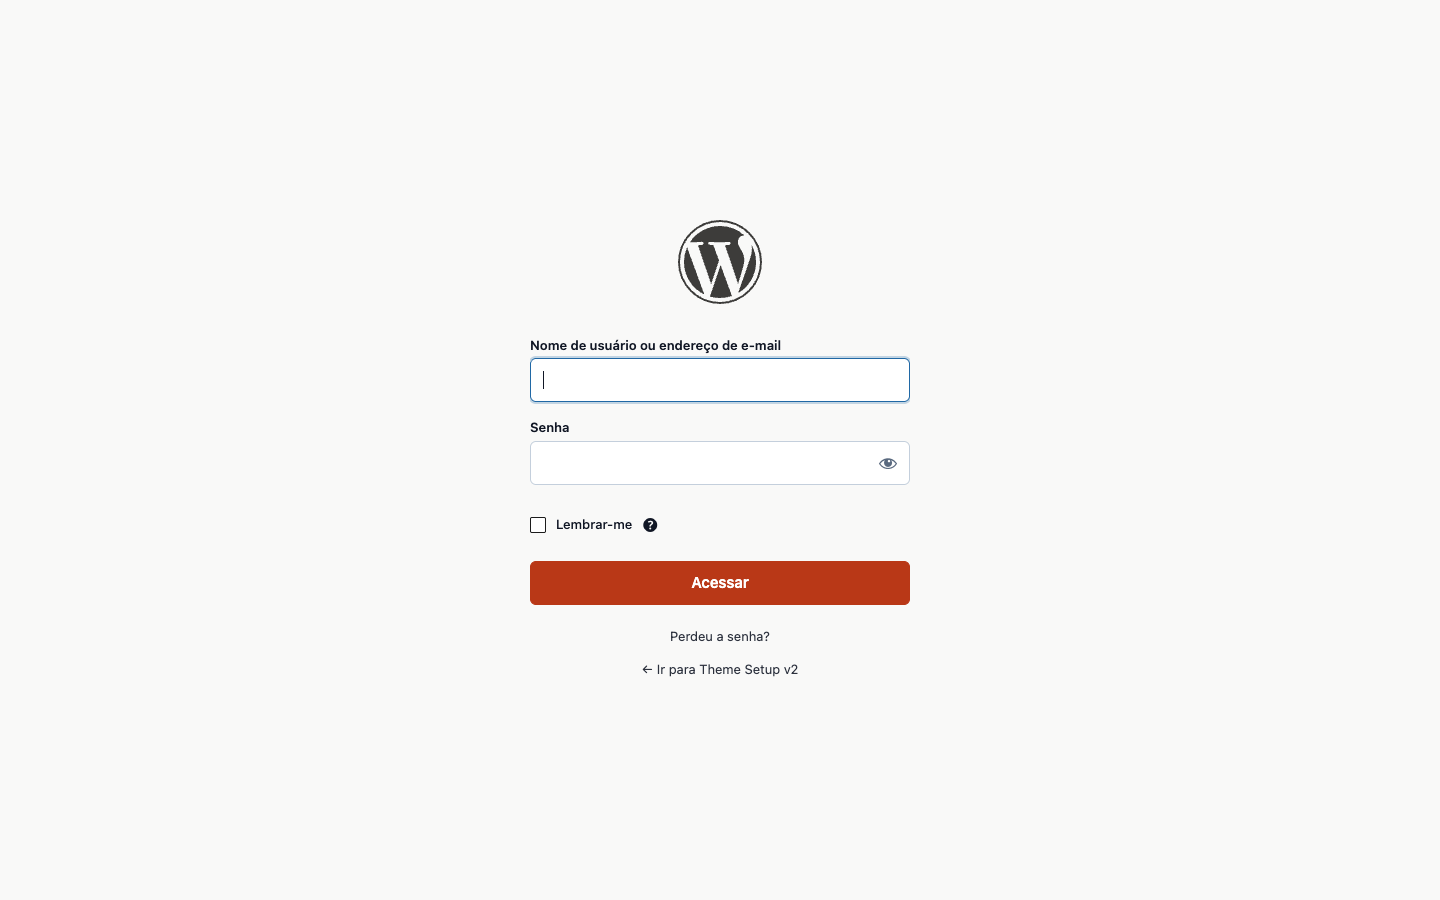 Nome de usuário ou endereço de e-mail
Senha
Lembrar-me
Acessar
Perdeu a senha?
← Ir para Theme Setup v2